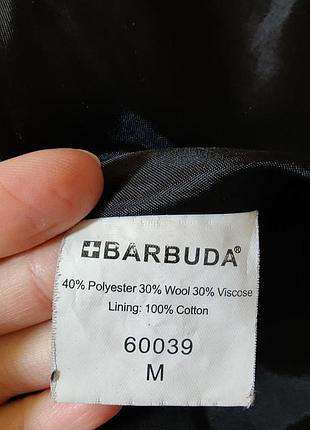 BARBUDA®
40% Polyester 30% Wool 30% Viscose
Lining: 100% Cotton
60039
M